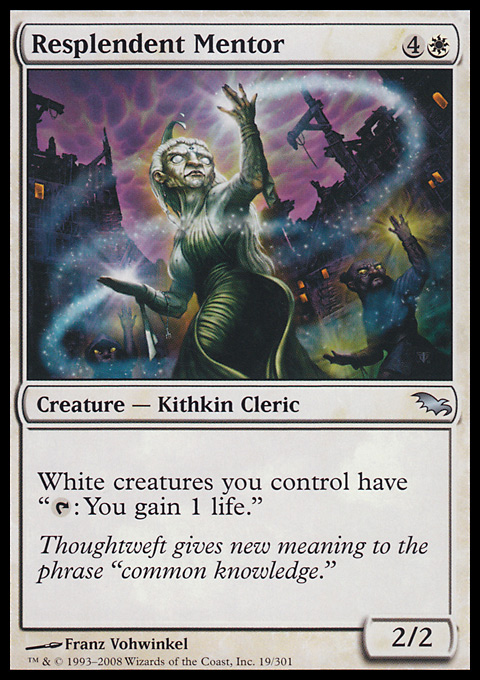 Resplendent Mentor 4
Creature — Kithkin Cleric
White creatures you control have
“: You gain 1 life.”
Thoughtweft gives new meaning to the
phrase “common knowledge.”
Franz Vohwinkel
2/2
™ & © 1993–2008 Wizards of the Coast, Inc. 19/301